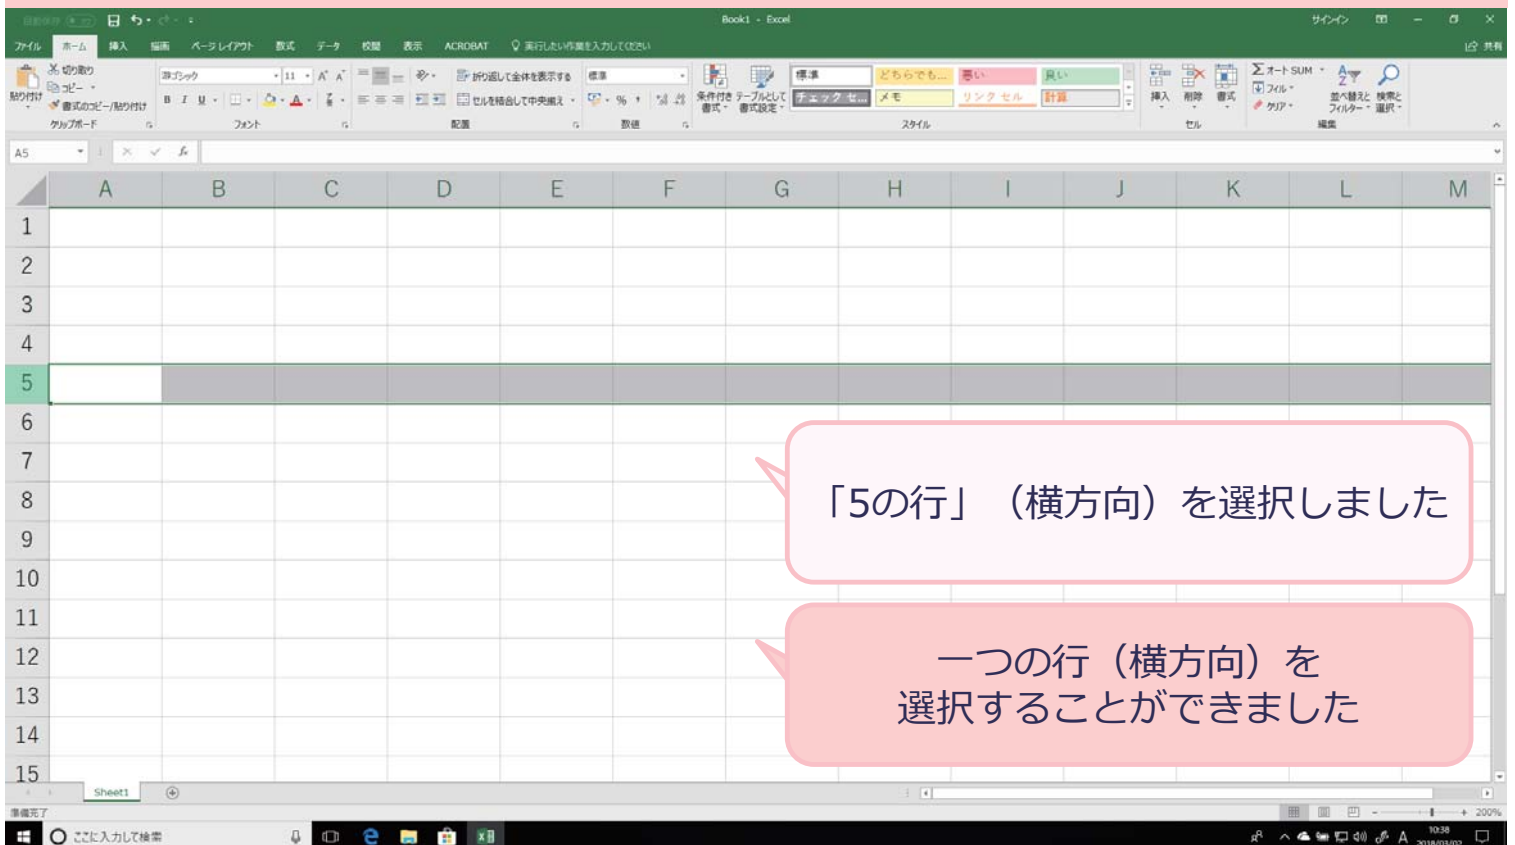 Book1 - Excel
サインイン
ファイル ホーム 挿入 描画 ページ レイアウト 数式 データ 校閲 表示 ACROBAT 実行したい作業を入力してください 共有
切り取り
コピー
書式のコピー/貼り付け
貼り付け
クリップボード
游ゴシック 11
B I U
フォント
折り返して全体を表示する
セルを結合して中央揃え
配置
標準
%
数値
条件付き書式
テーブルとして書式設定
標準 どちらでも... 悪い 良い
チェック セ... メモ リンク セル 計算
スタイル
挿入 削除 書式
セル
オート SUM
フィル
クリア
並べ替えと フィルター
検索と 選択
編集
A5
fx
A B C D E F G H I J K L M
1
2
3
4
5
6
7
8
9
10
11
12
13
14
15
「5の行」（横方向）を選択しました
一つの行（横方向）を
選択することができました
Sheet1
準備完了
200%
ここに入力して検索
A
10:38
2018/03/02